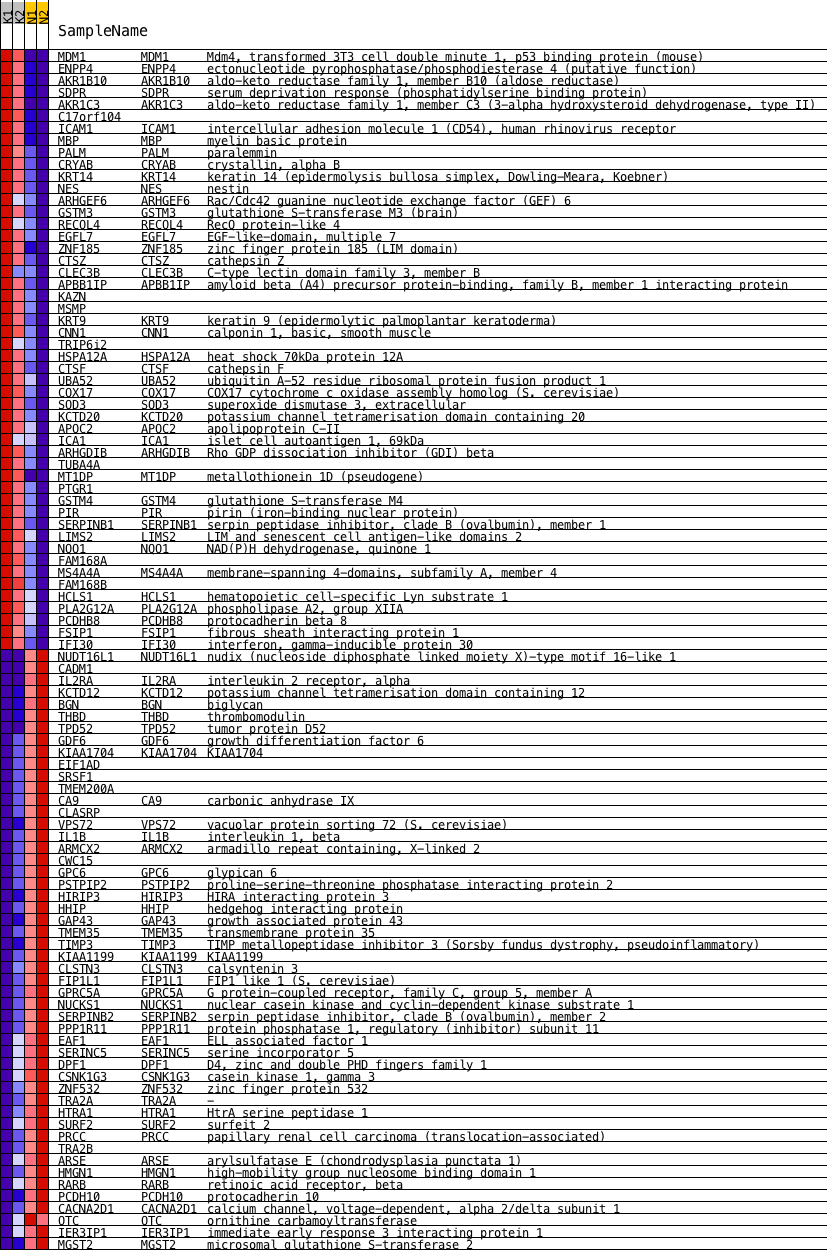 K1 K2 N1 N2
SampleName
MDM1 MDM1 Mdm4, transformed 3T3 cell double minute 1, p53 binding protein (mouse)
ENPP4 ENPP4 ectonucleotide pyrophosphatase/phosphodiesterase 4 (putative function)
AKR1B10 AKR1B10 aldo-keto reductase family 1, member B10 (aldose reductase)
SDPR SDPR serum deprivation response (phosphatidylserine binding protein)
AKR1C3 AKR1C3 aldo-keto reductase family 1, member C3 (3-alpha hydroxysteroid dehydrogenase, type II)
C17orf104
ICAM1 ICAM1 intercellular adhesion molecule 1 (CD54), human rhinovirus receptor
MBP MBP myelin basic protein
PALM PALM paralemmin
CRYAB CRYAB crystallin, alpha B
KRT14 KRT14 keratin 14 (epidermolysis bullosa simplex, Dowling-Meara, Koebner)
NES NES nestin
ARHGEF6 ARHGEF6 Rac/Cdc42 guanine nucleotide exchange factor (GEF) 6
GSTM3 GSTM3 glutathione S-transferase M3 (brain)
RECQL4 RECQL4 RecQ protein-like 4
EGFL7 EGFL7 EGF-like-domain, multiple 7
ZNF185 ZNF185 zinc finger protein 185 (LIM domain)
CTSZ CTSZ cathepsin Z
CLEC3B CLEC3B C-type lectin domain family 3, member B
APBB1IP APBB1IP amyloid beta (A4) precursor protein-binding, family B, member 1 interacting protein
KAZN
MSMP
KRT9 KRT9 keratin 9 (epidermolytic palmoplantar keratoderma)
CNN1 CNN1 calponin 1, basic, smooth muscle
TRIP6i2
HSPA12A HSPA12A heat shock 70kDa protein 12A
CTSF CTSF cathepsin F
UBA52 UBA52 ubiquitin A-52 residue ribosomal protein fusion product 1
COX17 COX17 COX17 cytochrome c oxidase assembly homolog (S. cerevisiae)
SOD3 SOD3 superoxide dismutase 3, extracellular
KCTD20 KCTD20 potassium channel tetramerisation domain containing 20
APOC2 APOC2 apolipoprotein C-II
ICA1 ICA1 islet cell autoantigen 1, 69kDa
ARHGDIB ARHGDIB Rho GDP dissociation inhibitor (GDI) beta
TUBA4A
MT1DP MT1DP metallothionein 1D (pseudogene)
PTGR1
GSTM4 GSTM4 glutathione S-transferase M4
PIR PIR pirin (iron-binding nuclear protein)
SERPINB1 SERPINB1 serpin peptidase inhibitor, clade B (ovalbumin), member 1
LIMS2 LIMS2 LIM and senescent cell antigen-like domains 2
NQO1 NQO1 NAD(P)H dehydrogenase, quinone 1
FAM168A
MS4A4A MS4A4A membrane-spanning 4-domains, subfamily A, member 4
FAM168B
HCLS1 HCLS1 hematopoietic cell-specific Lyn substrate 1
PLA2G12A PLA2G12A phospholipase A2, group XIIA
PCDHB8 PCDHB8 protocadherin beta 8
FSIP1 FSIP1 fibrous sheath interacting protein 1
IFI30 IFI30 interferon, gamma-inducible protein 30
NUDT16L1 NUDT16L1 nudix (nucleoside diphosphate linked moiety X)-type motif 16-like 1
CADM1
IL2RA IL2RA interleukin 2 receptor, alpha
KCTD12 KCTD12 potassium channel tetramerisation domain containing 12
BGN BGN biglycan
THBD THBD thrombomodulin
TPD52 TPD52 tumor protein D52
GDF6 GDF6 growth differentiation factor 6
KIAA1704 KIAA1704 KIAA1704
EIF1AD
SRSF1
TMEM200A
CA9 CA9 carbonic anhydrase IX
CLASRP
VPS72 VPS72 vacuolar protein sorting 72 (S. cerevisiae)
IL1B IL1B interleukin 1, beta
ARMCX2 ARMCX2 armadillo repeat containing, X-linked 2
CWC15
GPC6 GPC6 glypican 6
PSTPIP2 PSTPIP2 proline-serine-threonine phosphatase interacting protein 2
HIRIP3 HIRIP3 HIRA interacting protein 3
HHIP HHIP hedgehog interacting protein
GAP43 GAP43 growth associated protein 43
TMEM35 TMEM35 transmembrane protein 35
TIMP3 TIMP3 TIMP metallopeptidase inhibitor 3 (Sorsby fundus dystrophy, pseudoinflammatory)
KIAA1199 KIAA1199 KIAA1199
CLSTN3 CLSTN3 calsyntenin 3
FIP1L1 FIP1L1 FIP1 like 1 (S. cerevisiae)
GPRC5A GPRC5A G protein-coupled receptor, family C, group 5, member A
NUCKS1 NUCKS1 nuclear casein kinase and cyclin-dependent kinase substrate 1
SERPINB2 SERPINB2 serpin peptidase inhibitor, clade B (ovalbumin), member 2
PPP1R11 PPP1R11 protein phosphatase 1, regulatory (inhibitor) subunit 11
EAF1 EAF1 ELL associated factor 1
SERINC5 SERINC5 serine incorporator 5
DPF1 DPF1 D4, zinc and double PHD fingers family 1
CSNK1G3 CSNK1G3 casein kinase 1, gamma 3
ZNF532 ZNF532 zinc finger protein 532
TRA2A TRA2A -
HTRA1 HTRA1 HtrA serine peptidase 1
SURF2 SURF2 surfeit 2
PRCC PRCC papillary renal cell carcinoma (translocation-associated)
TRA2B
ARSE ARSE arylsulfatase E (chondrodysplasia punctata 1)
HMGN1 HMGN1 high-mobility group nucleosome binding domain 1
RARB RARB retinoic acid receptor, beta
PCDH10 PCDH10 protocadherin 10
CACNA2D1 CACNA2D1 calcium channel, voltage-dependent, alpha 2/delta subunit 1
OTC OTC ornithine carbamoyltransferase
IER3IP1 IER3IP1 immediate early response 3 interacting protein 1
MGST2 MGST2 microsomal glutathione S-transferase 2